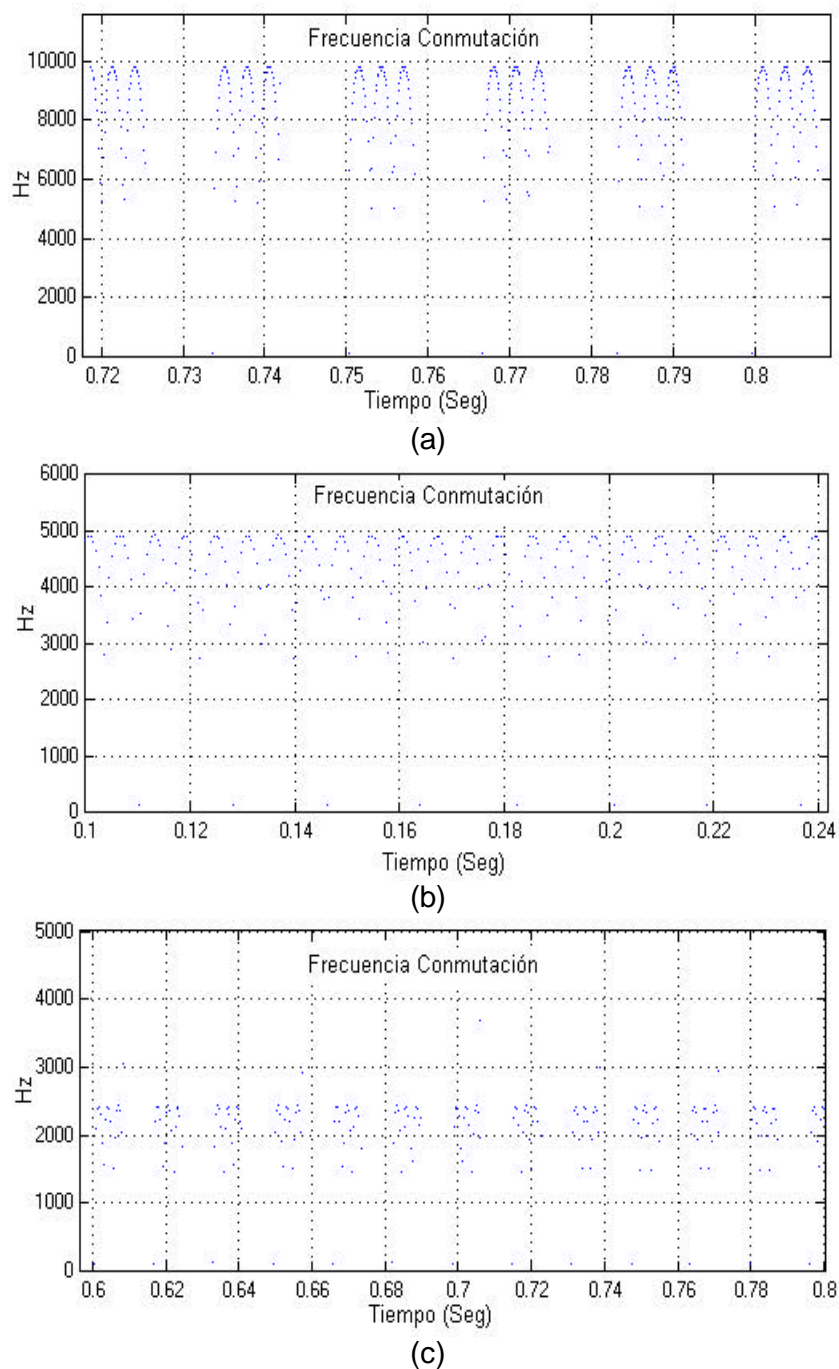 Frecuencia Conmutación
10000
8000
6000
4000
2000
0
Hz
0.72 0.73 0.74 0.75 0.76 0.77 0.78 0.79 0.8
Tiempo (Seg)
(a)
6000
Frecuencia Conmutación
5000
4000
3000
2000
1000
0
Hz
0.1 0.12 0.14 0.16 0.18 0.2 0.22 0.24
Tiempo (Seg)
(b)
5000
Frecuencia Conmutación
4000
3000
2000
1000
0
Hz
0.6 0.62 0.64 0.66 0.68 0.7 0.72 0.74 0.76 0.78 0.8
Tiempo (Seg)
(c)